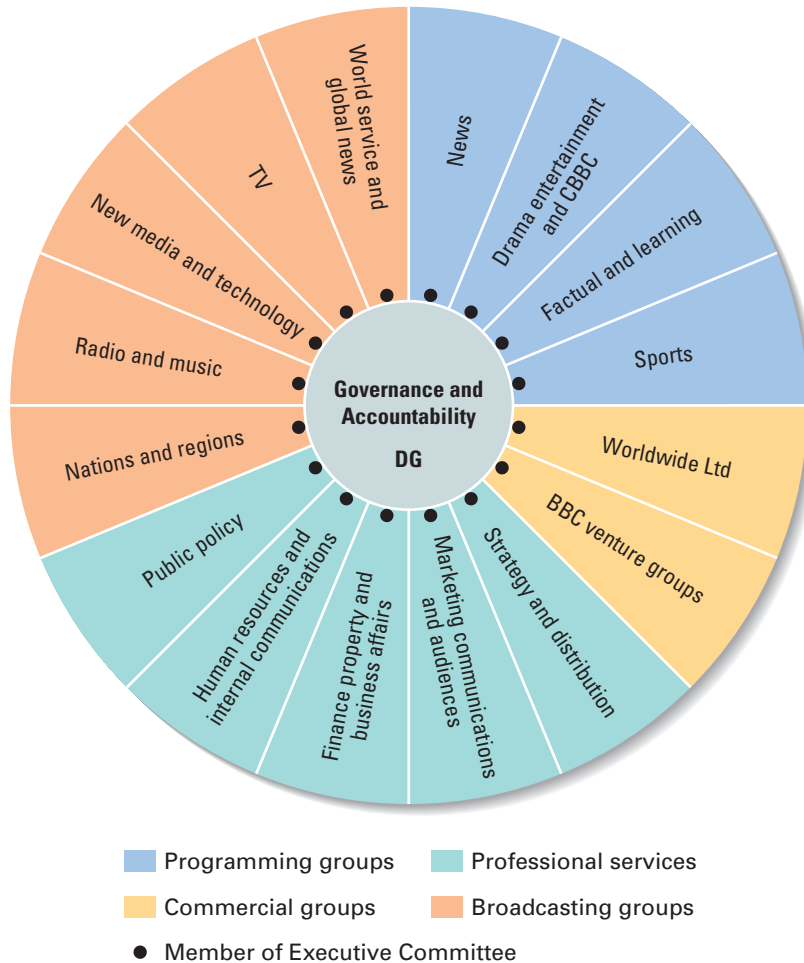 World service and
global news
News
Drama entertainment
and CBBC
Factual and learning
Sports
Worldwide Ltd
BBC venture groups
Strategy and distribution
Marketing communications
and audiences
Finance property and
business affairs
Human resources and
internal communications
Public policy
Nations and regions
Radio and music
New media and technology
TV
Governance and
Accountability
DG
Programming groups
Professional services
Commercial groups
Broadcasting groups
Member of Executive Committee